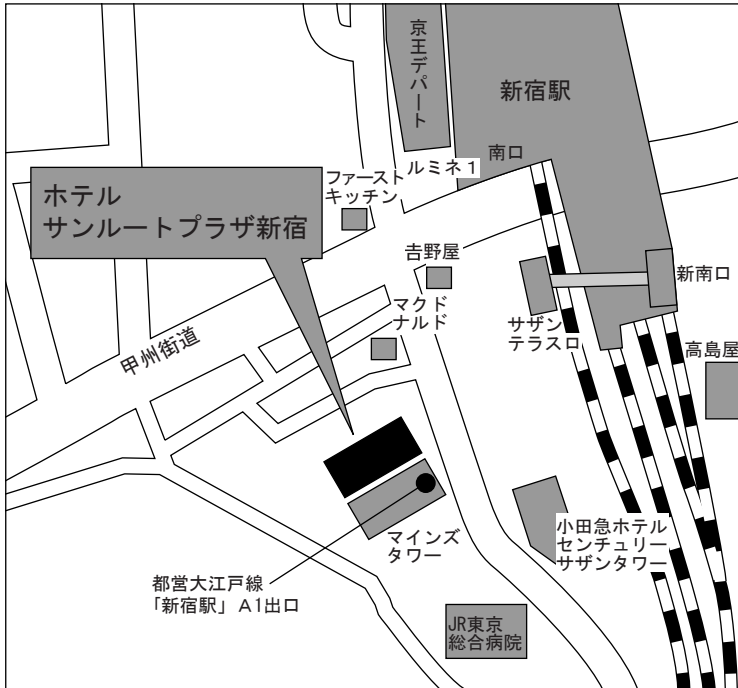 京王デパート
新宿駅
南口
ルミネ1
ファースト
キッチン
ホテル
サンルートプラザ新宿
吉野屋
新南口
マクド
ナルド
サザン
テラス口
甲州街道
高島屋
小田急ホテル
センチュリー
サザンタワー
マインズ
タワー
都営大江戸線
「新宿駅」A1出口
JR東京
総合病院